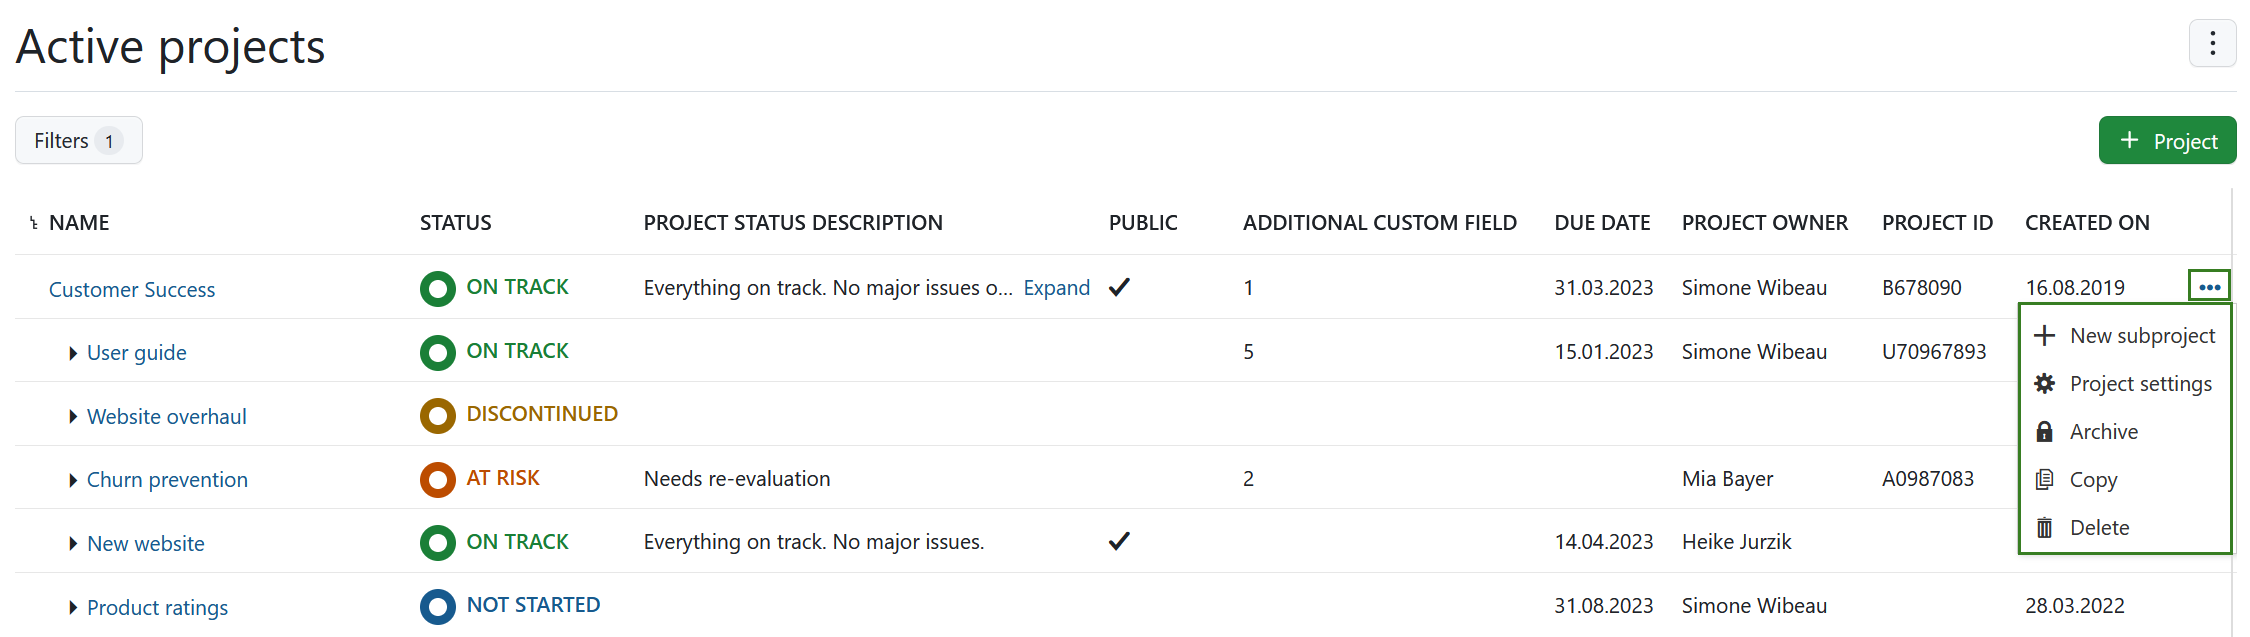 Active projects
Filters 1
+ Project
NAME STATUS PROJECT STATUS DESCRIPTION PUBLIC ADDITIONAL CUSTOM FIELD DUE DATE PROJECT OWNER PROJECT ID CREATED ON
Customer Success ON TRACK Everything on track. No major issues o... Expand 1 31.03.2023 Simone Wibeau B678090 16.08.2019
New subproject
User guide ON TRACK 5 15.01.2023 Simone Wibeau U70967893
Project settings
Website overhaul DISCONTINUED
Archive
Churn prevention AT RISK Needs re-evaluation 2 Mia Bayer A0987083
Copy
New website ON TRACK Everything on track. No major issues. 14.04.2023 Heike Jurzik
Delete
Product ratings NOT STARTED 31.08.2023 Simone Wibeau 28.03.2022